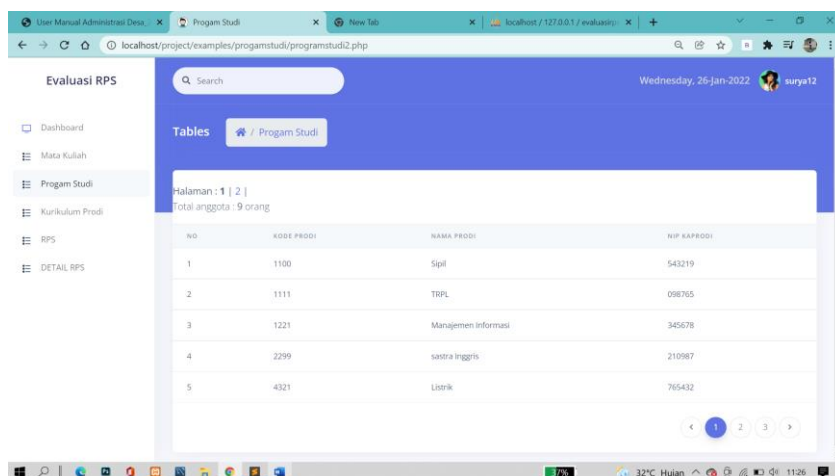 User Manual Administrasi Desa_
Progam Studi
New Tab
localhost / 127.0.0.1 / evaluasirp
localhost/project/examples/progamstudi/programstudi2.php
Evaluasi RPS
Search
Wednesday, 26-Jan-2022
surya12
Dashboard
Mata Kuliah
Progam Studi
Kurikulum Prodi
RPS
DETAIL RPS
Tables
/ Progam Studi
Halaman : 1 | 2 |
Total anggota : 9 orang
NO KODE PRODI NAMA PRODI NIP KAPRODI
1 1100 Sipil 543219
2 1111 TRPL 098765
3 1221 Manajemen Informasi 345678
4 2299 sastra Inggris 210987
5 4321 Listrik 765432
1 2 3
37%
32°C Hujan
11:26